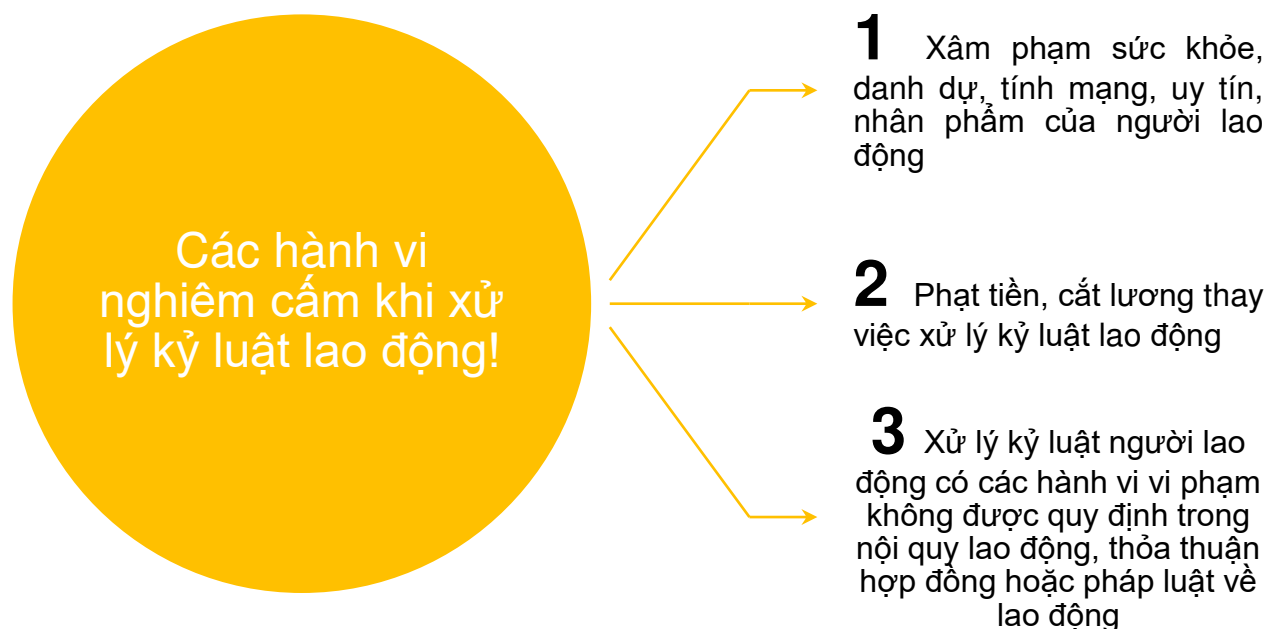 Các hành vi
nghiêm cấm khi xử
lý kỷ luật lao động!
1 Xâm phạm sức khỏe,
danh dự, tính mạng, uy tín,
nhân phẩm của người lao
động
2 Phạt tiền, cắt lương thay
việc xử lý kỷ luật lao động
3 Xử lý kỷ luật người lao
động có các hành vi vi phạm
không được quy định trong
nội quy lao động, thỏa thuận
hợp đồng hoặc pháp luật về
lao động